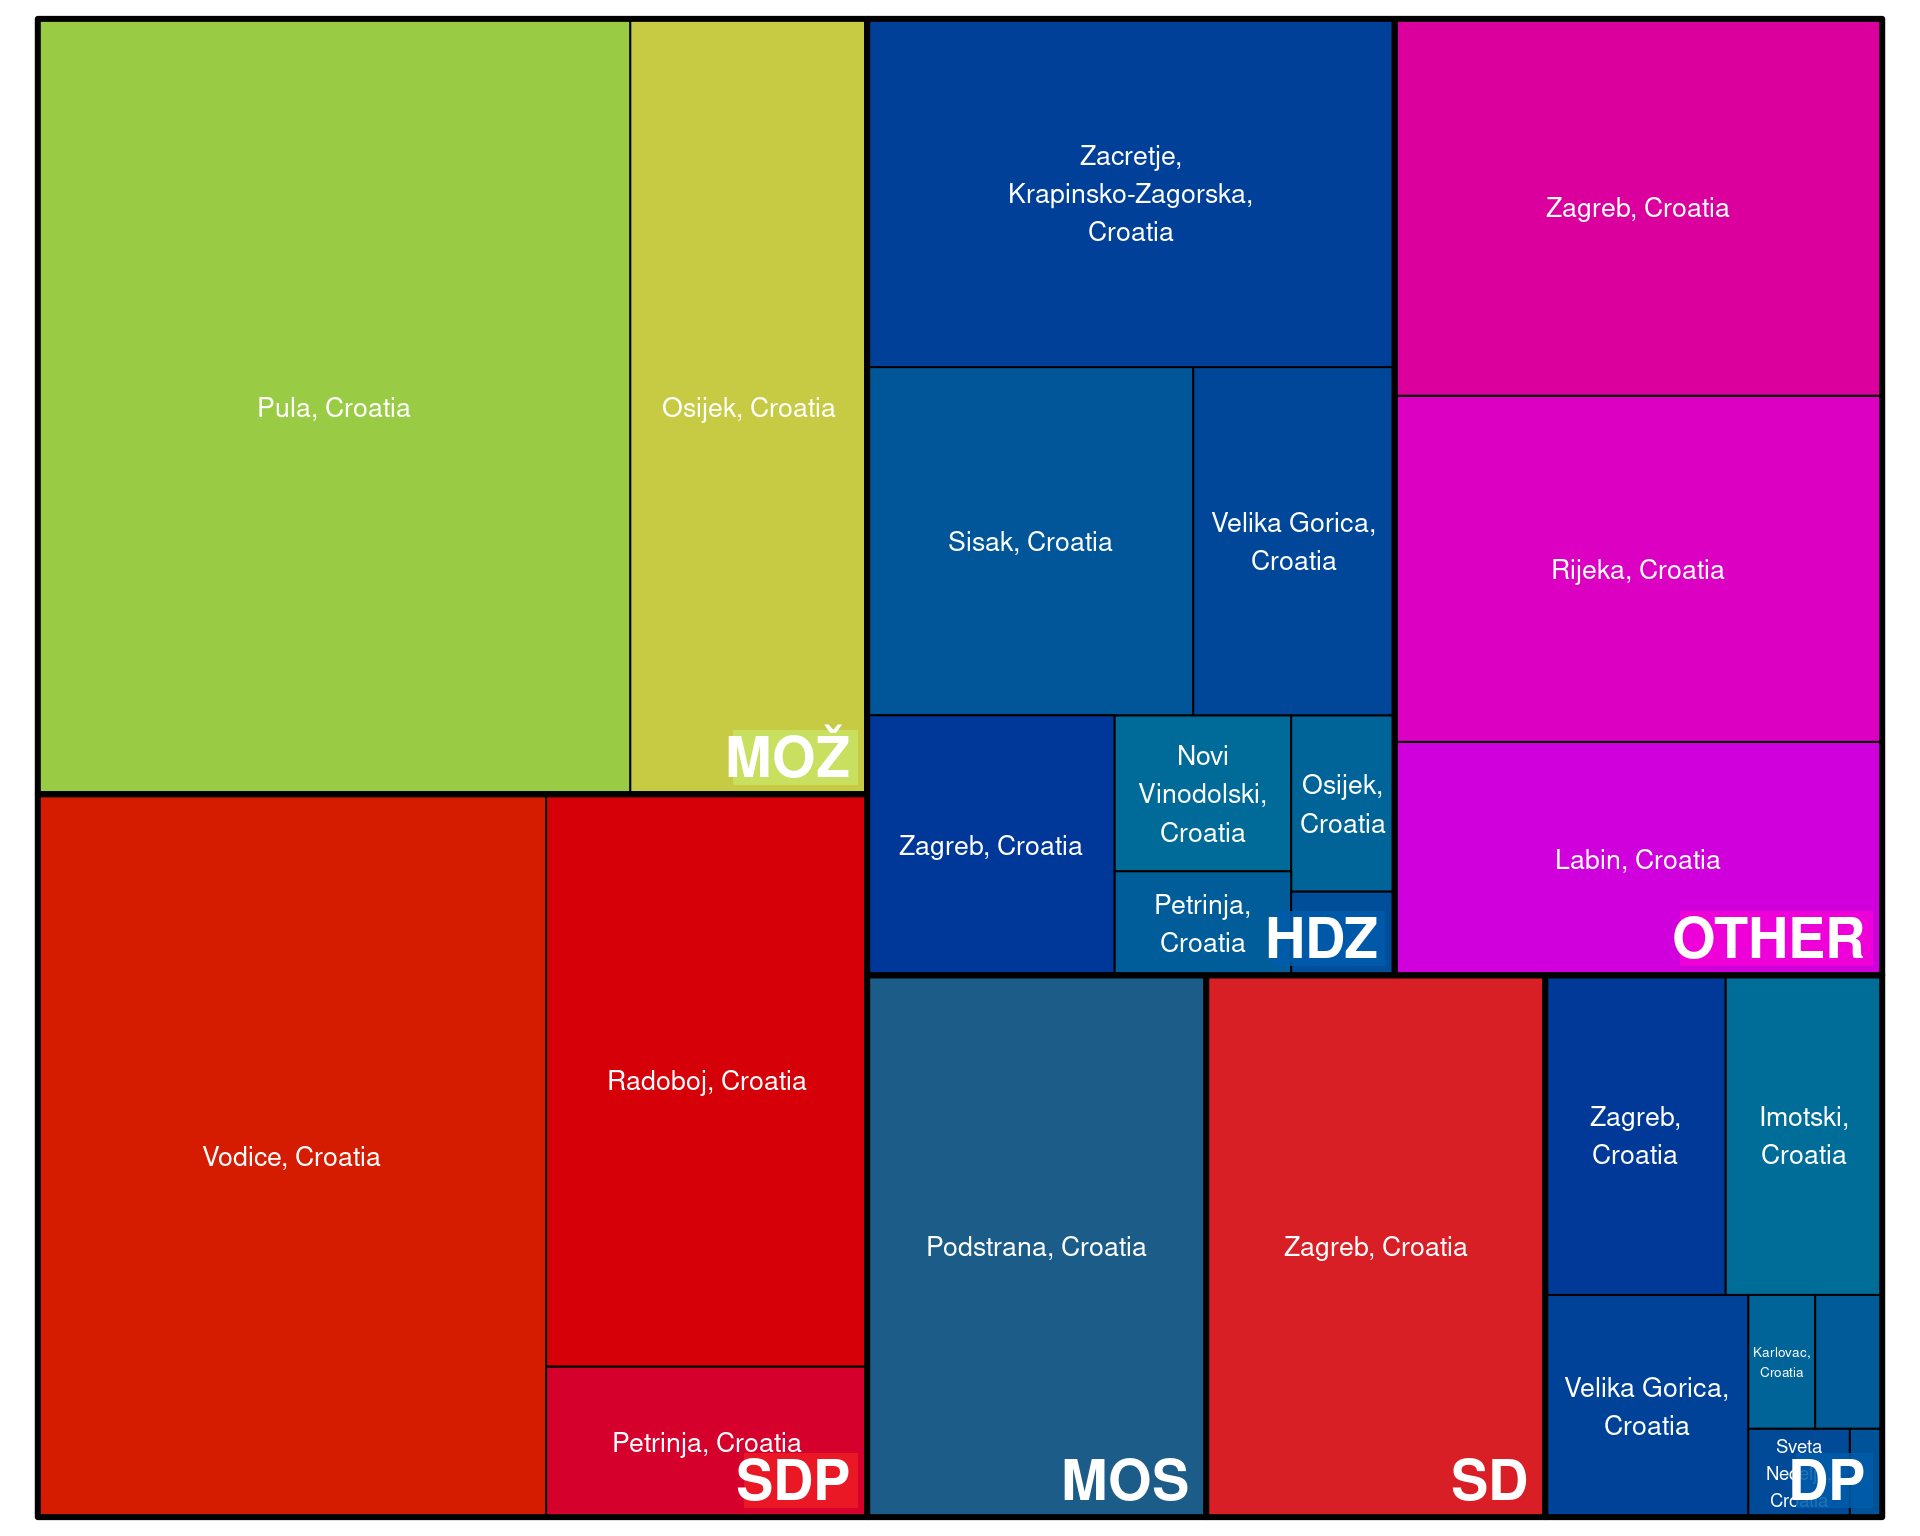 Pula, Croatia
Osijek, Croatia
MOŽ
Vodice, Croatia
Radoboj, Croatia
Petrinja, Croatia
SDP
Zacretje,
Krapinsko-Zagorska,
Croatia
Sisak, Croatia
Velika Gorica,
Croatia
Zagreb, Croatia
Novi
Vinodolski,
Croatia
Osijek,
Croatia
Petrinja,
Croatia
HDZ
Zagreb, Croatia
Rijeka, Croatia
Labin, Croatia
OTHER
Podstrana, Croatia
MOS
Zagreb, Croatia
SD
Zagreb,
Croatia
Imotski,
Croatia
Velika Gorica,
Croatia
Karlovac,
Croatia
Sveta
Croatia
DP